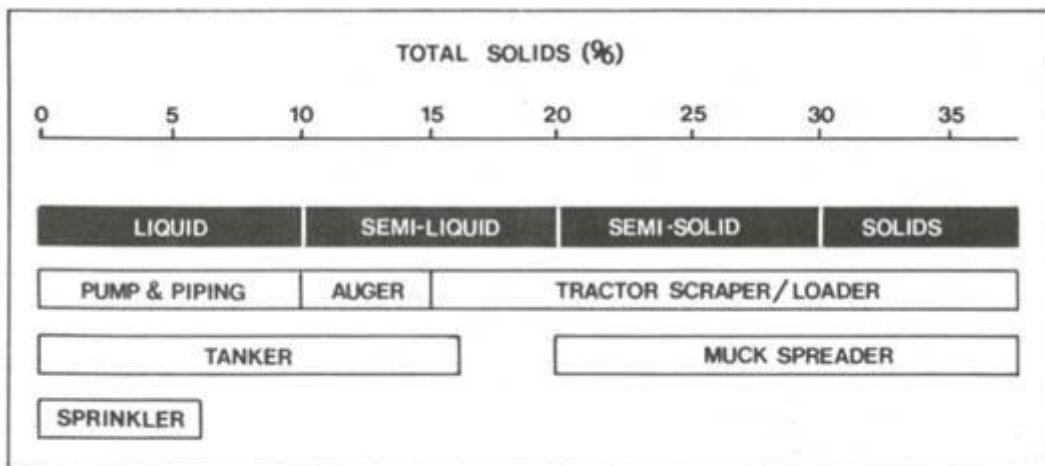 TOTAL SOLIDS (%)
0 5 10 15 20 25 30 35
LIQUID SEMI-LIQUID SEMI-SOLID SOLIDS
PUMP & PIPING AUGER TRACTOR SCRAPER/LOADER
TANKER MUCK SPREADER
SPRINKLER